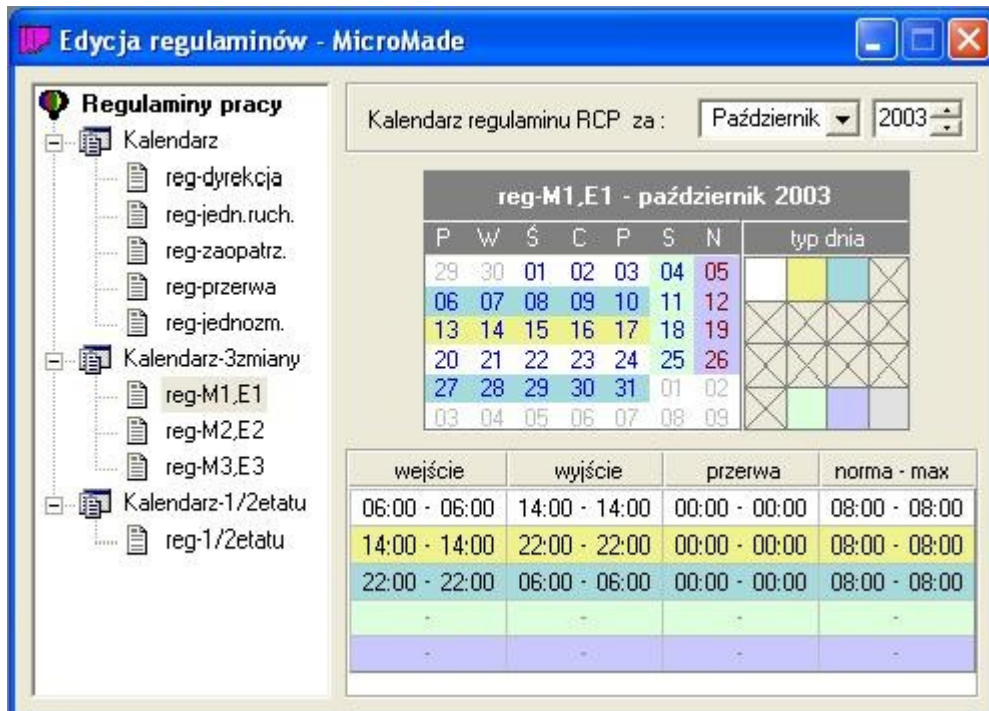 Edycja regulaminów - MicroMade
Regulaminy pracy
Kalendarz
reg-dyrekcja
reg-jedn.ruch.
reg-zaopatrz.
reg-przerwa
reg-jednozm.
Kalendarz-3zmiany
reg-M1,E1
reg-M2,E2
reg-M3,E3
Kalendarz-1/2etatu
reg-1/2etatu
Kalendarz regulaminu RCP za : Październik 2003
reg-M1,E1 - październik 2003
P W Ś C P S N typ dnia
29 30 01 02 03 04 05
06 07 08 09 10 11 12
13 14 15 16 17 18 19
20 21 22 23 24 25 26
27 28 29 30 31 01 02
03 04 05 06 07 08 09
wejście wyjście przerwa norma - max
06:00 - 06:00 14:00 - 14:00 00:00 - 00:00 08:00 - 08:00
14:00 - 14:00 22:00 - 22:00 00:00 - 00:00 08:00 - 08:00
22:00 - 22:00 06:00 - 06:00 00:00 - 00:00 08:00 - 08:00
- - - -
- - - -